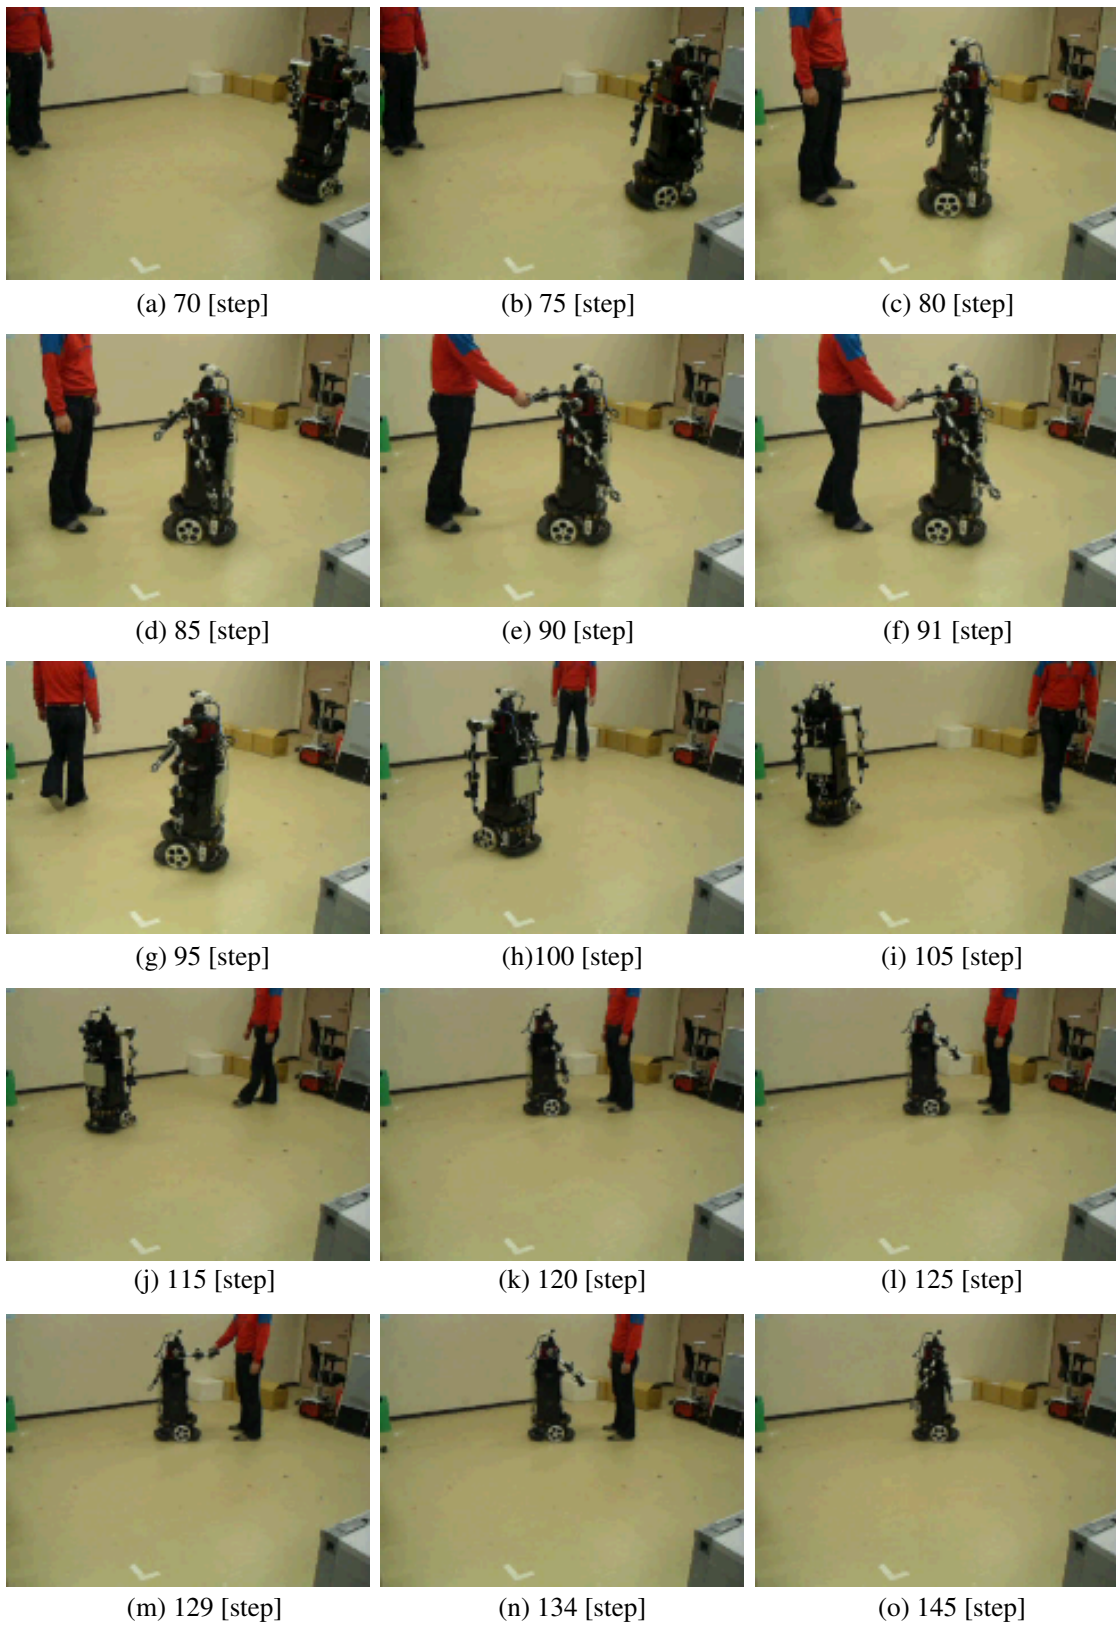 (a) 70 [step]
(b) 75 [step]
(c) 80 [step]
(d) 85 [step]
(e) 90 [step]
(f) 91 [step]
(g) 95 [step]
(h)100 [step]
(i) 105 [step]
(j) 115 [step]
(k) 120 [step]
(l) 125 [step]
(m) 129 [step]
(n) 134 [step]
(o) 145 [step]